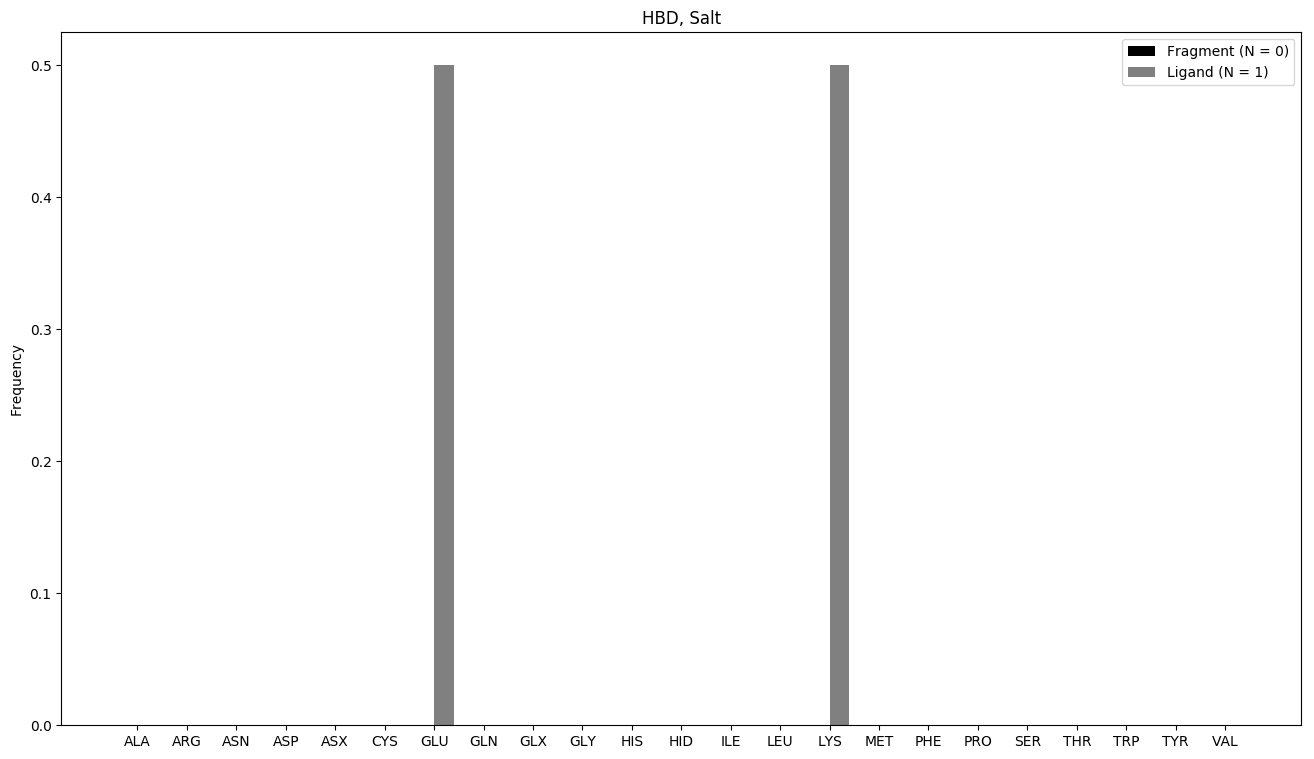 HBD, Salt
Fragment (N = 0)
Ligand (N = 1)
Frequency
0.5
0.4
0.3
0.2
0.1
0.0
ALA ARG ASN ASP ASX CYS GLU GLN GLX GLY HIS HID ILE LEU LYS MET PHE PRO SER THR TRP TYR VAL